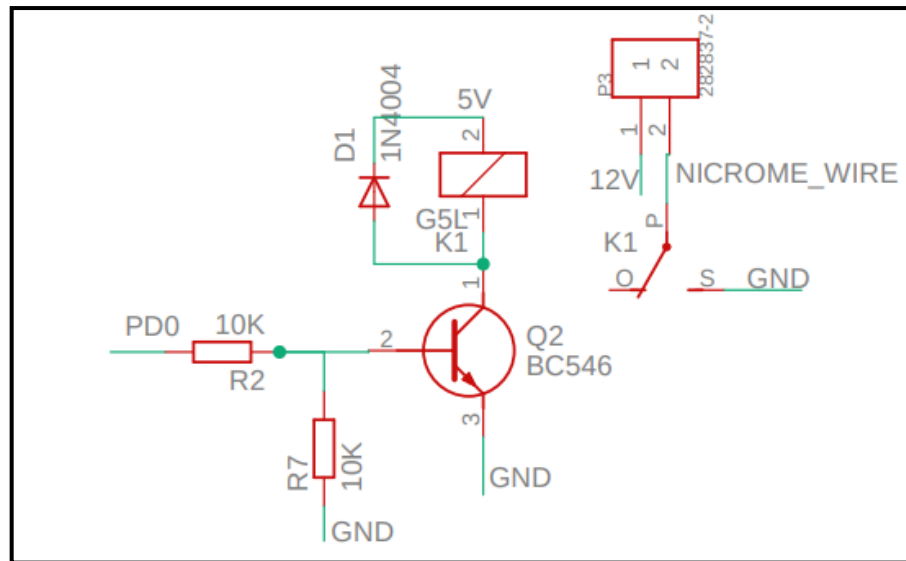 P3
1 2
282837-2
1
2
12V
NICROME_WIRE
5V
D1
1N4004
2
G5L
1
K1
P
K1
O
S
GND
PD0
10K
R2
1
2
Q2
BC546
3
GND
R7
10K
GND